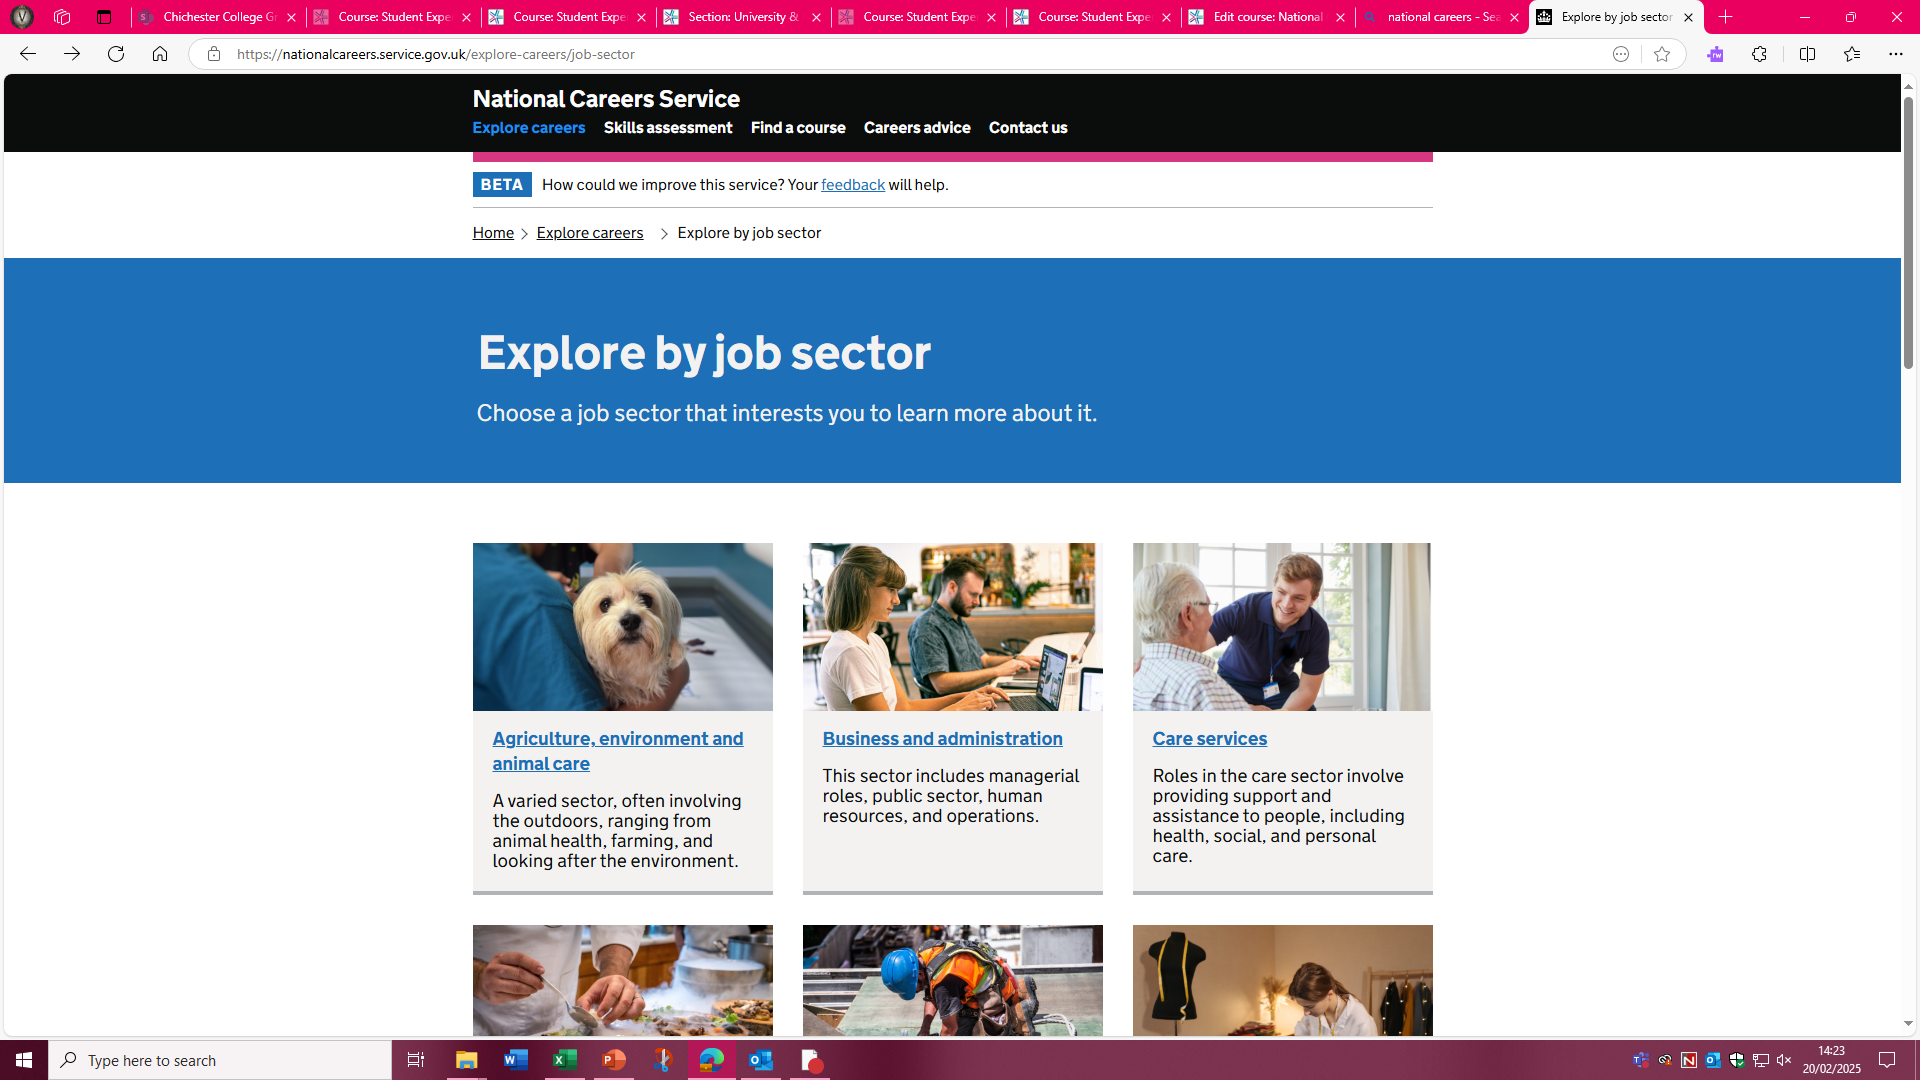 Chichester College Gr
Course: Student Expe
Course: Student Expe
Section: University &
Course: Student Expe
Course: Student Expe
Edit course: National
national careers - Sea
Explore by job sector
https://nationalcareers.service.gov.uk/explore-careers/job-sector
National Careers Service
Explore careers Skills assessment Find a course Careers advice Contact us
BETA How could we improve this service? Your feedback will help.
Home > Explore careers > Explore by job sector
Explore by job sector
Choose a job sector that interests you to learn more about it.
Agriculture, environment and
animal care
A varied sector, often involving
the outdoors, ranging from
animal health, farming, and
looking after the environment.
Business and administration
This sector includes managerial
roles, public sector, human
resources, and operations.
Care services
Roles in the care sector involve
providing support and
assistance to people, including
health, social, and personal
care.
Type here to search
14:23
20/02/2025